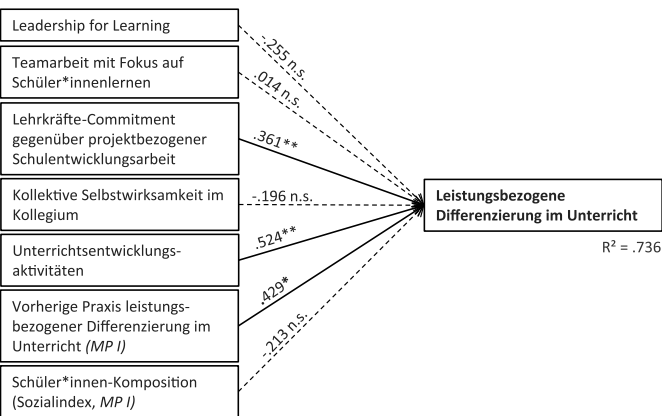 Leadership for Learning
-.255 n.s.
Teamarbeit mit Fokus auf
Schüler*innenlernen
.014 n.s.
Lehrkräfte-Commitment
gegenüber projektbezogener
Schulentwicklungsarbeit
.361**
Kollektive Selbstwirksamkeit im
Kollegium
-.196 n.s.
Leistungsbezogene
Differenzierung im Unterricht
R² = .736
Unterrichtsentwicklungs-
aktivitäten
.524**
Vorherige Praxis leistungs-
bezogener Differenzierung im
Unterricht (MP I)
.429*
Schüler*innen-Komposition
(Sozialindex, MP I)
-.213 n.s.